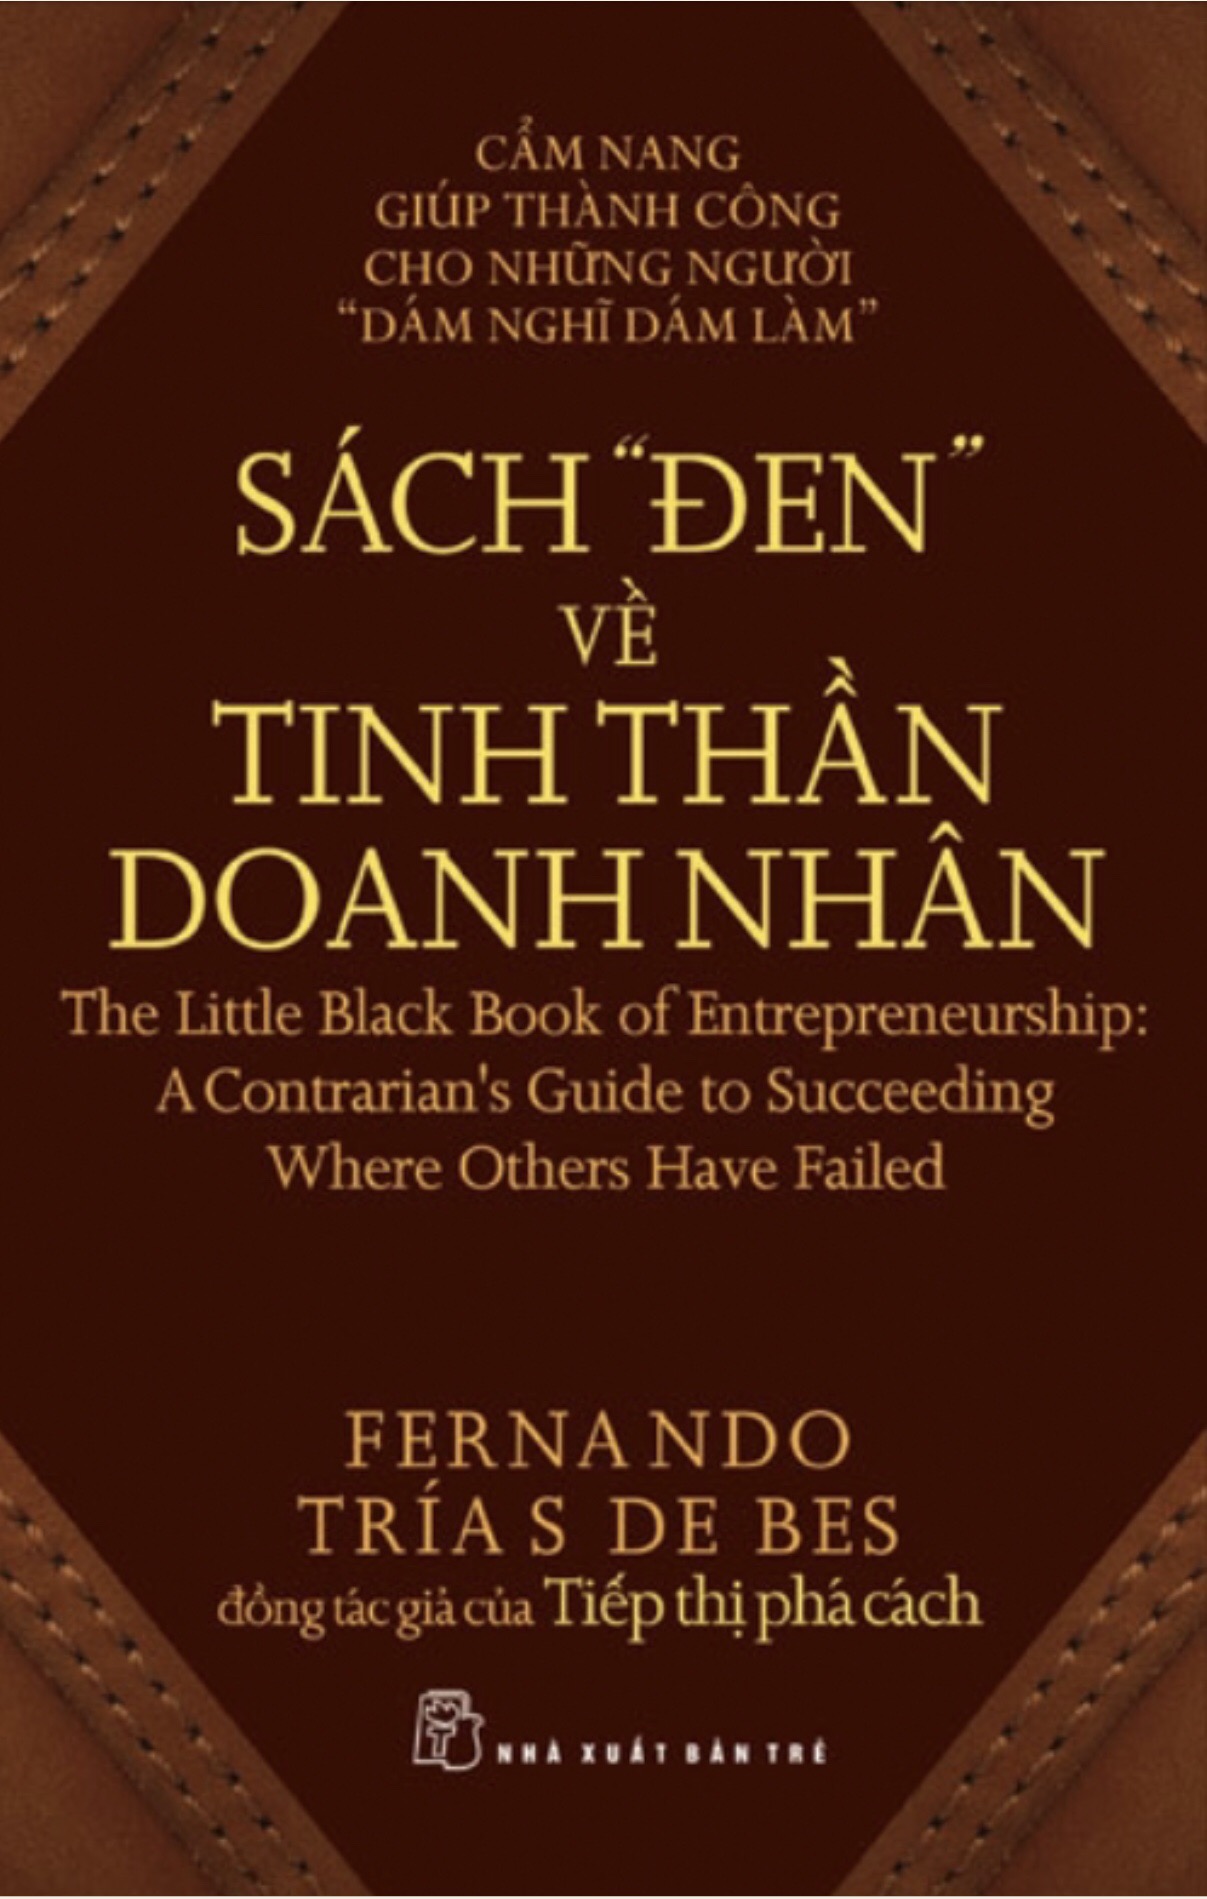 CẨM NANG
GIÚP THÀNH CÔNG
CHO NHỮNG NGƯỜI
“DÁM NGHĨ DÁM LÀM”
SÁCH “ĐEN”
VỀ
TINH THẦN
DOANH NHÂN
The Little Black Book of Entrepreneurship:
A Contrarian's Guide to Succeeding
Where Others Have Failed
FERNANDO
TRÍAS DE BES
đồng tác giả của Tiếp thị phá cách
NHÀ XUẤT BẢN TRẺ